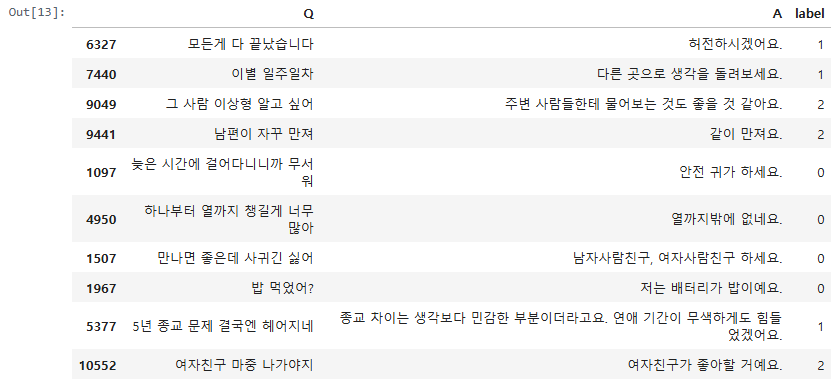 Out[13]:
Q A label
6327 모든게 다 끝났습니다 허전하시겠어요. 1
7440 이별 일주일차 다른 곳으로 생각을 돌려보세요. 1
9049 그 사람 이상형 알고 싶어 주변 사람들한테 물어보는 것도 좋을 것 같아요. 2
9441 남편이 자꾸 만져 같이 만져요. 2
1097 늦은 시간에 걸어다니니까 무서
워 안전 귀가 하세요. 0
4950 하나부터 열까지 챙길게 너무
많아 열까지밖에 없네요. 0
1507 만나면 좋은데 사귀긴 싫어 남자사람친구, 여자사람친구 하세요. 0
1967 밥 먹었어? 저는 배터리가 밥이예요. 0
5377 5년 종교 문제 결국엔 헤어지네 종교 차이는 생각보다 민감한 부분이더라고요. 연애 기간이 무색하게도 힘들
었겠어요. 1
10552 여자친구 마중 나가야지 여자친구가 좋아할 거예요. 2